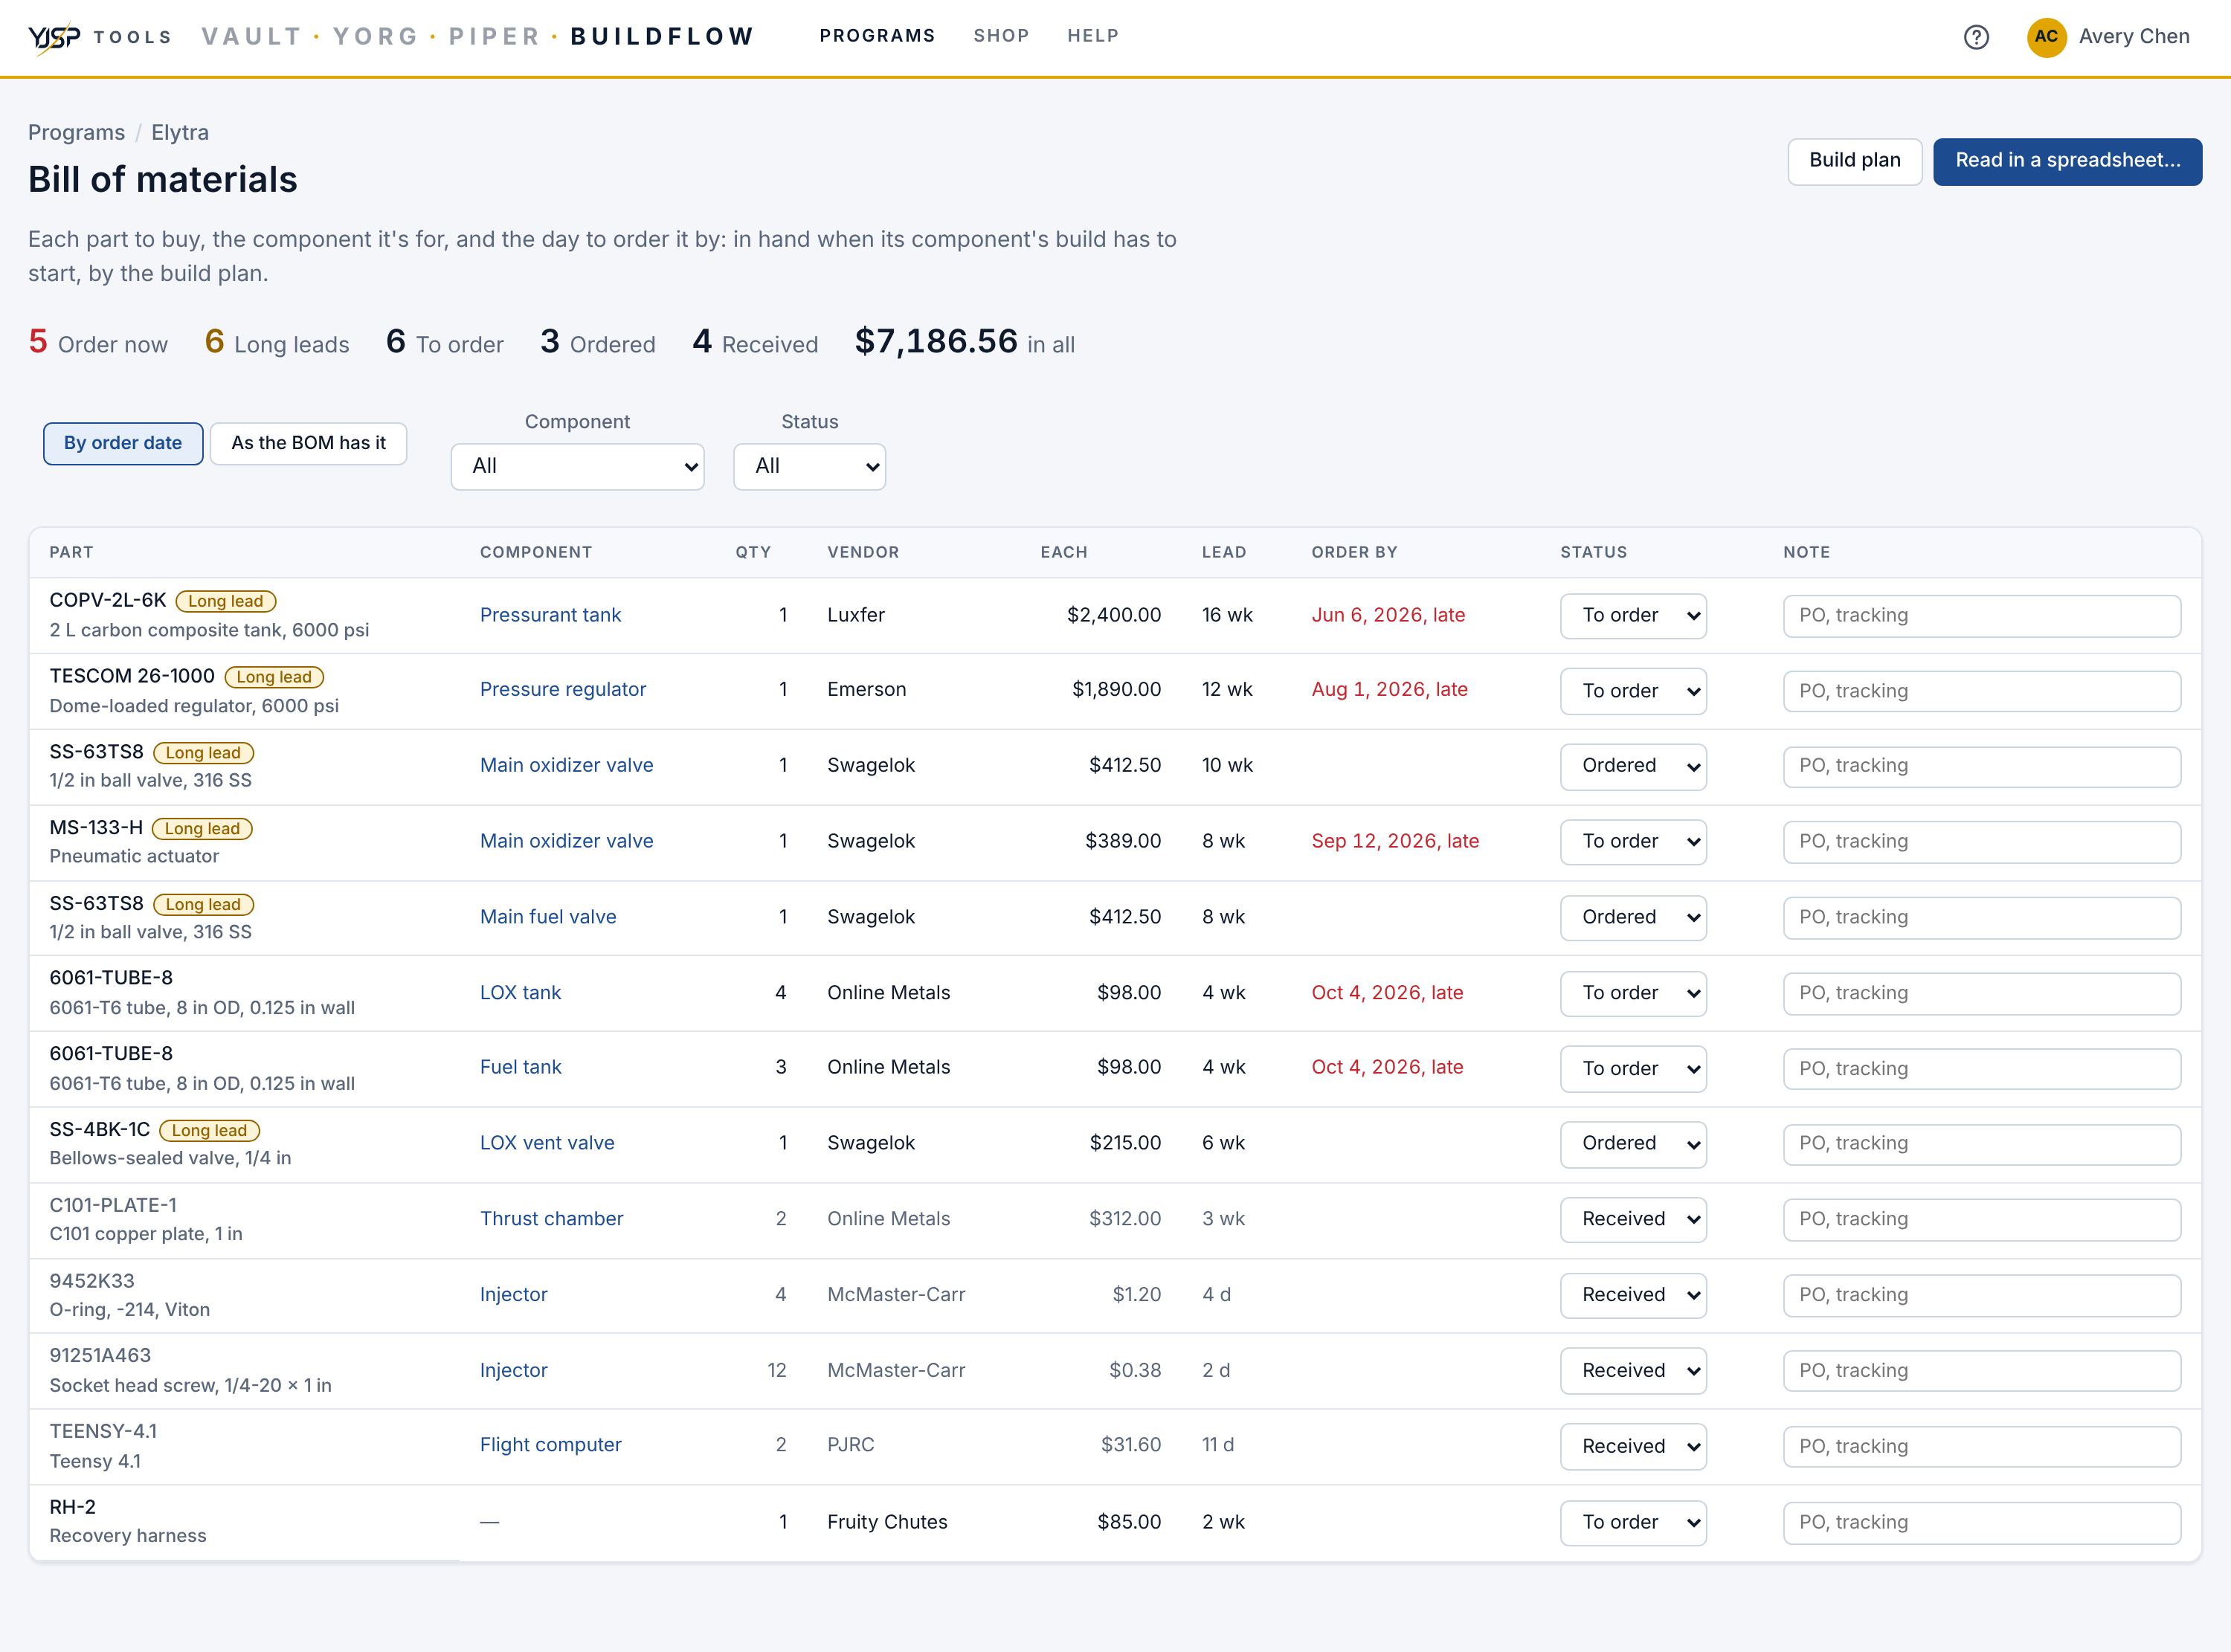 YJSP TOOLS VAULT · YORG · PIPER · BUILDFLOW PROGRAMS SHOP HELP ? AC Avery Chen
Programs / Elytra
Bill of materials
Build plan Read in a spreadsheet...
Each part to buy, the component it's for, and the day to order it by: in hand when its component's build has to
start, by the build plan.
5 Order now 6 Long leads 6 To order 3 Ordered 4 Received $7,186.56 in all
Component Status
By order date As the BOM has it All All
PART COMPONENT QTY VENDOR EACH LEAD ORDER BY STATUS NOTE
COPV-2L-6K Long lead
2 L carbon composite tank, 6000 psi
Pressurant tank 1 Luxfer $2,400.00 16 wk Jun 6, 2026, late To order PO, tracking
TESCOM 26-1000 Long lead
Dome-loaded regulator, 6000 psi
Pressure regulator 1 Emerson $1,890.00 12 wk Aug 1, 2026, late To order PO, tracking
SS-63TS8 Long lead
1/2 in ball valve, 316 SS
Main oxidizer valve 1 Swagelok $412.50 10 wk Ordered PO, tracking
MS-133-H Long lead
Pneumatic actuator
Main oxidizer valve 1 Swagelok $389.00 8 wk Sep 12, 2026, late To order PO, tracking
SS-63TS8 Long lead
1/2 in ball valve, 316 SS
Main fuel valve 1 Swagelok $412.50 8 wk Ordered PO, tracking
6061-TUBE-8
6061-T6 tube, 8 in OD, 0.125 in wall
LOX tank 4 Online Metals $98.00 4 wk Oct 4, 2026, late To order PO, tracking
6061-TUBE-8
6061-T6 tube, 8 in OD, 0.125 in wall
Fuel tank 3 Online Metals $98.00 4 wk Oct 4, 2026, late To order PO, tracking
SS-4BK-1C Long lead
Bellows-sealed valve, 1/4 in
LOX vent valve 1 Swagelok $215.00 6 wk Ordered PO, tracking
C101-PLATE-1
C101 copper plate, 1 in
Thrust chamber 2 Online Metals $312.00 3 wk Received PO, tracking
9452K33
O-ring, -214, Viton
Injector 4 McMaster-Carr $1.20 4 d Received PO, tracking
91251A463
Socket head screw, 1/4-20 × 1 in
Injector 12 McMaster-Carr $0.38 2 d Received PO, tracking
TEENSY-4.1
Teensy 4.1
Flight computer 2 PJRC $31.60 11 d Received PO, tracking
RH-2
Recovery harness
— 1 Fruity Chutes $85.00 2 wk To order PO, tracking